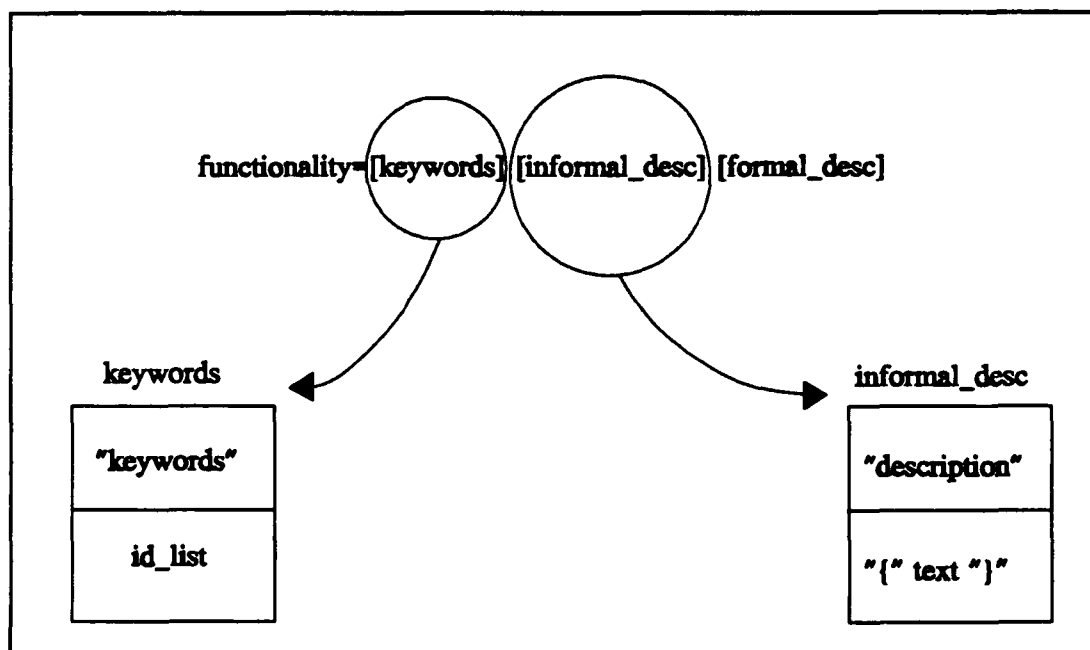 functionality=[keywords] [informal_desc] [formal_desc]
keywords
"keywords"
id_list
informal_desc
"description"
"{" text "}"